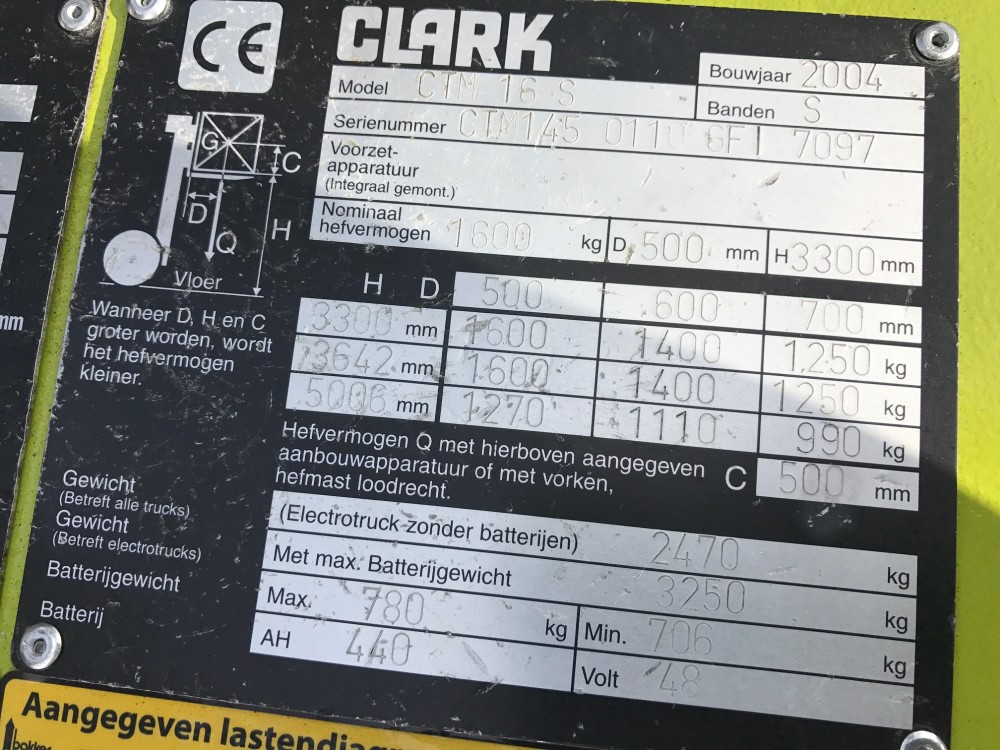 CE
CLARK
Model CTM 16 S
Bouwjaar 2004
Banden S
Serienummer CTM145 0110 GFI 7097
Voorzet-
apparatuur
(Integraal gemont.)
Nominaal
hefvermogen 1600 kg D 500 mm H 3300 mm
G
C
D
H
Q
Vloer
Wanneer D, H en C
groter worden, wordt
het hefvermogen
kleiner.
H D 500 600 700 mm
3300 mm 1600 1400 1250 kg
3642 mm 1600 1400 1250 kg
5006 mm 1270 1110 990 kg
Hefvermogen Q met hierboven aangegeven
aanbouwapparatuur of met vorken,
hefmast loodrecht.
C 500 mm
Gewicht
(Betreft alle trucks)
(Electrotruck zonder batterijen) 2470 kg
Gewicht
(Betreft electrotrucks)
Met max. Batterijgewicht 3250 kg
Batterijgewicht Max. 780 kg Min. 706 kg
Batterij AH 440 Volt 48
mm
Aangegeven